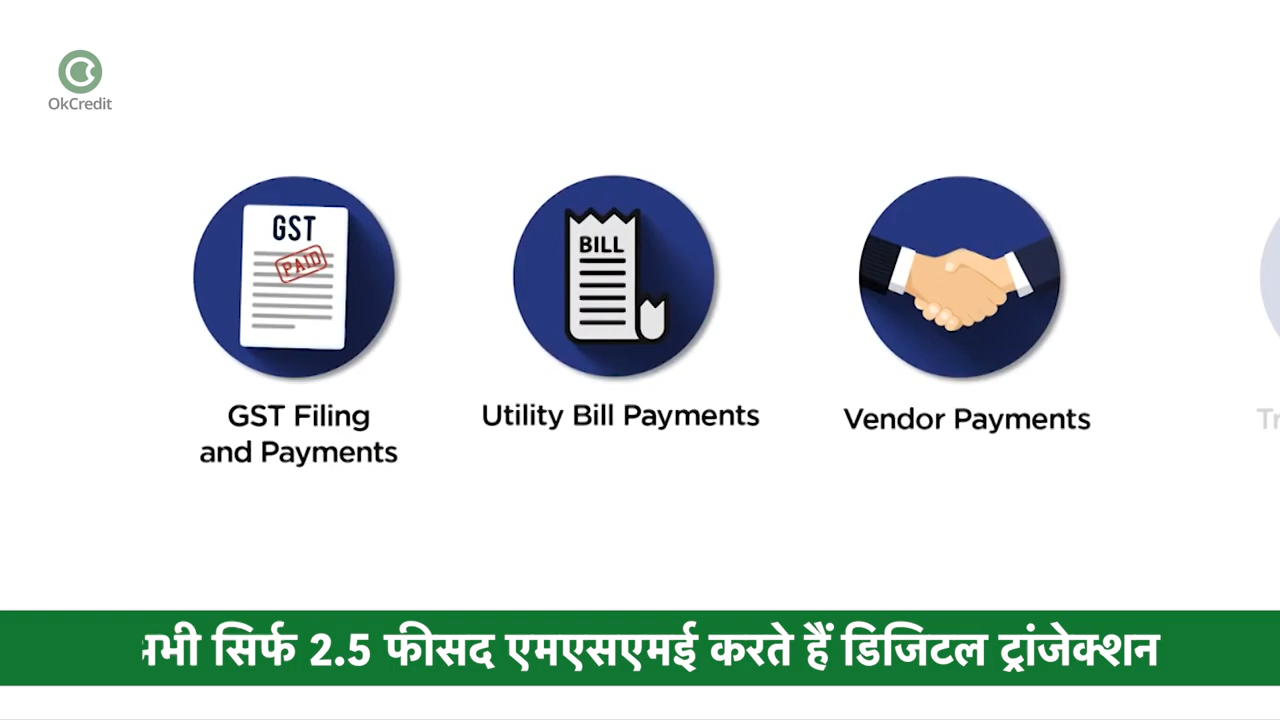 OkCredit
GST
PAID
BILL
GST Filing
and Payments
Utility Bill Payments
Vendor Payments
सिर्फ 2.5 फीसद एमएसएमई करते हैं डिजिटल ट्रांजेक्शन